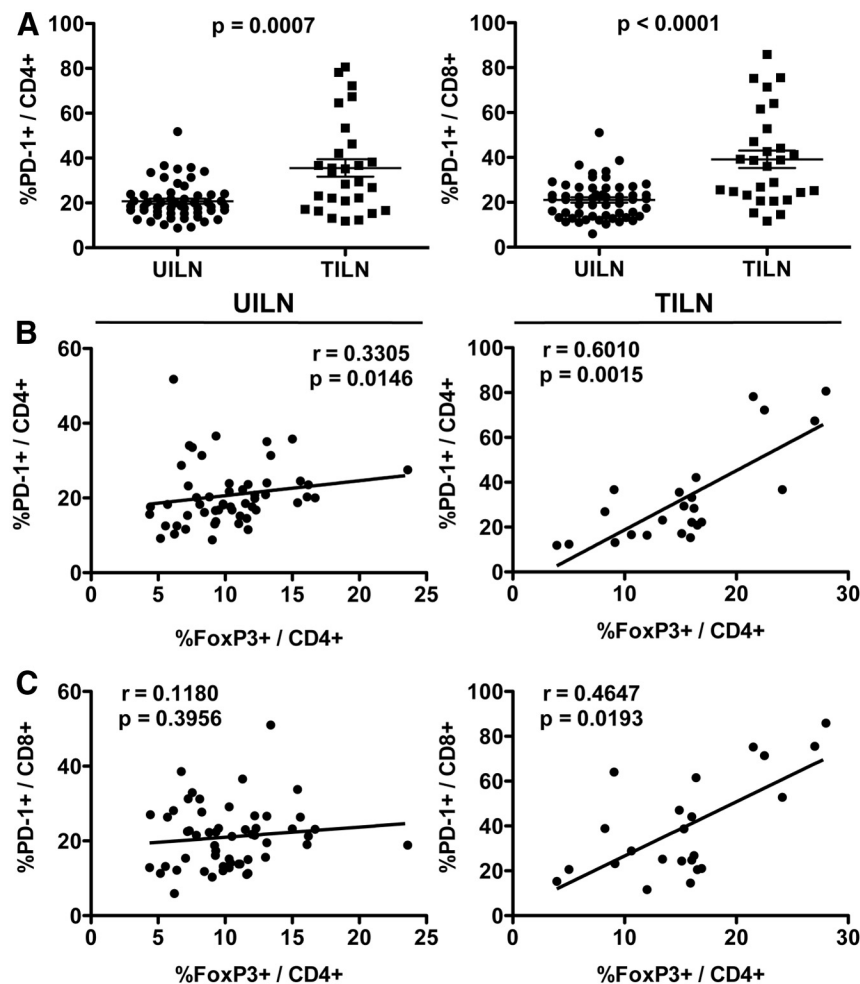 A
p = 0.0007
p < 0.0001
%PD-1+ / CD4+
100
80
60
40
20
0
UILN
TILN
%PD-1+ / CD8+
100
80
60
40
20
0
UILN
TILN
UILN
TILN
B
r = 0.3305
p = 0.0146
%PD-1+ / CD4+
60
40
20
0
0 5 10 15 20 25
%FoxP3+ / CD4+
r = 0.6010
p = 0.0015
%PD-1+ / CD4+
100
80
60
40
20
0
0 10 20 30
%FoxP3+ / CD4+
C
r = 0.1180
p = 0.3956
%PD-1+ / CD8+
60
40
20
0
0 5 10 15 20 25
%FoxP3+ / CD4+
r = 0.4647
p = 0.0193
%PD-1+ / CD8+
100
80
60
40
20
0
0 10 20 30
%FoxP3+ / CD4+